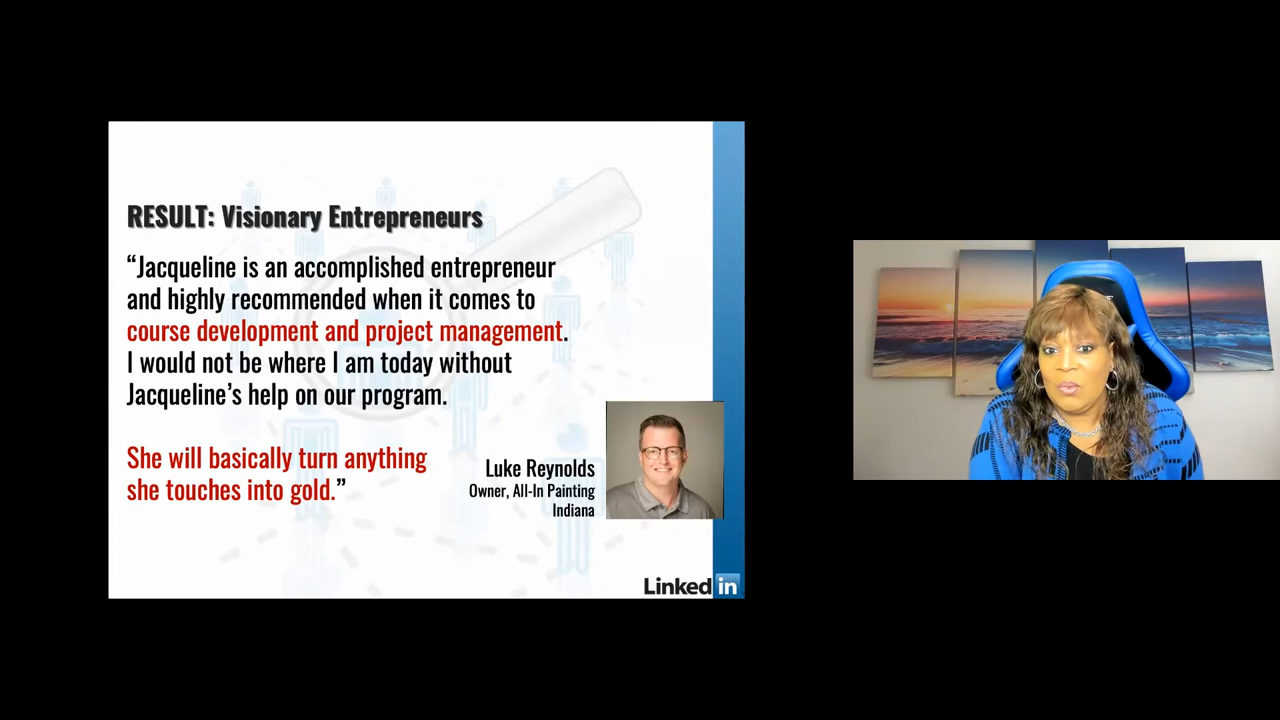 RESULT: Visionary Entrepreneurs
“Jacqueline is an accomplished entrepreneur
and highly recommended when it comes to
course development and project management.
I would not be where I am today without
Jacqueline’s help on our program.
She will basically turn anything
she touches into gold.”
Luke Reynolds
Owner, All-In Painting
Indiana
Linked in